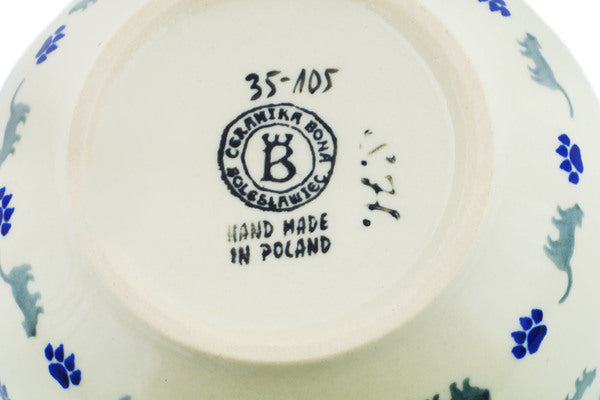 35-105
CERAMIKA BONA
BOLESŁAWIEC
B
HAND MADE
IN POLAND